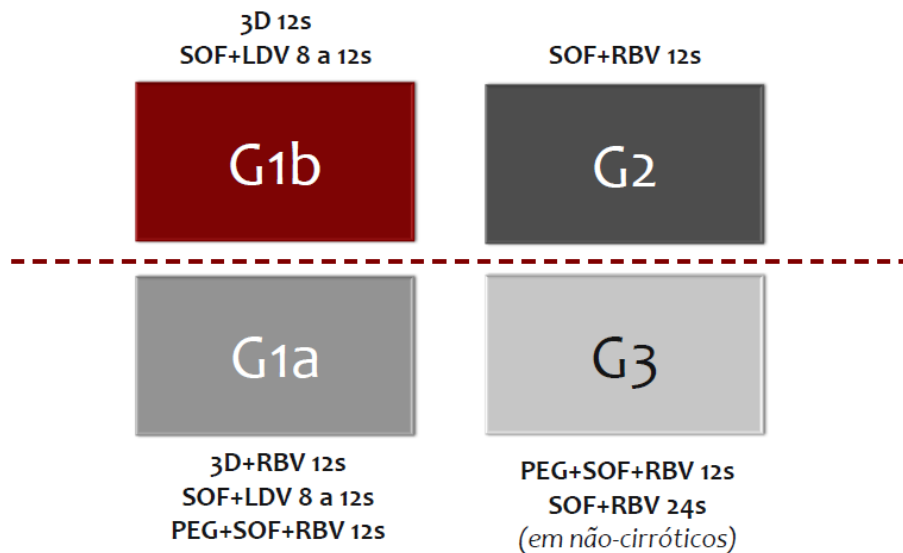 3D 12s
SOF+LDV 8 a 12s
G1b
SOF+RBV 12s
G2
G1a
3D+RBV 12s
SOF+LDV 8 a 12s
PEG+SOF+RBV 12s
G3
PEG+SOF+RBV 12s
SOF+RBV 24s
(em não-cirróticos)